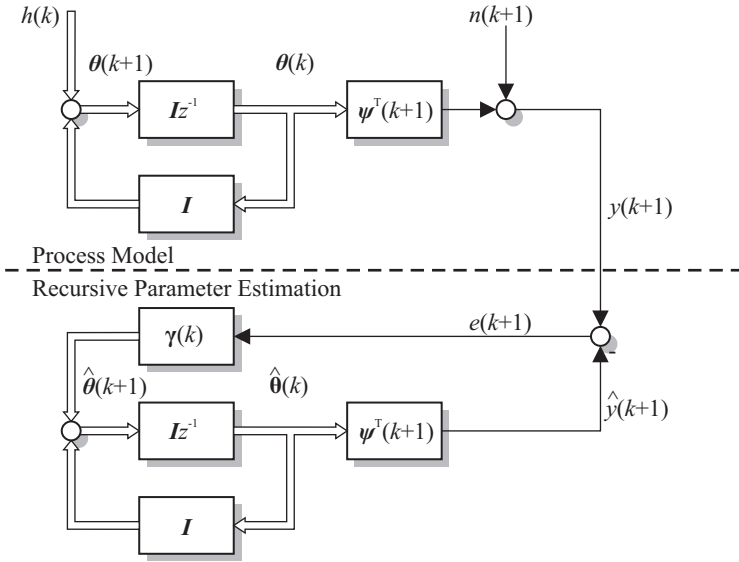 h(k)
n(k+1)
θ(k+1)
θ(k)
Iz⁻¹
ψᵀ(k+1)
I
y(k+1)
Process Model
Recursive Parameter Estimation
γ(k)
e(k+1)
-
θ̂(k+1)
θ̂(k)
Iz⁻¹
ψᵀ(k+1)
ŷ(k+1)
I